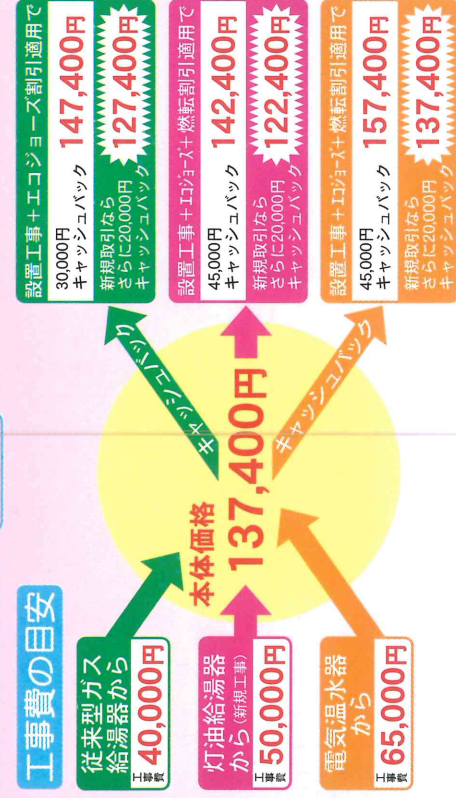 工事費の目安
従来型ガス
給湯器から
工事費 40,000円
灯油給湯器
から(新規工事)
工事費 50,000円
電気温水器
から
工事費 65,000円
本体価格
137,400円
キャッシュバック
キャッシュバック
設置工事+エコジョーズ割引適用で
30,000円
キャッシュバック 147,400円
新規取引なら
さらに20,000円
キャッシュバック 127,400円
設置工事+エコジョーズ+燃転割引適用で
45,000円
キャッシュバック 142,400円
新規取引なら
さらに20,000円
キャッシュバック 122,400円
設置工事+エコジョーズ+燃転割引適用で
45,000円
キャッシュバック 157,400円
新規取引なら
さらに20,000円
キャッシュバック 137,400円